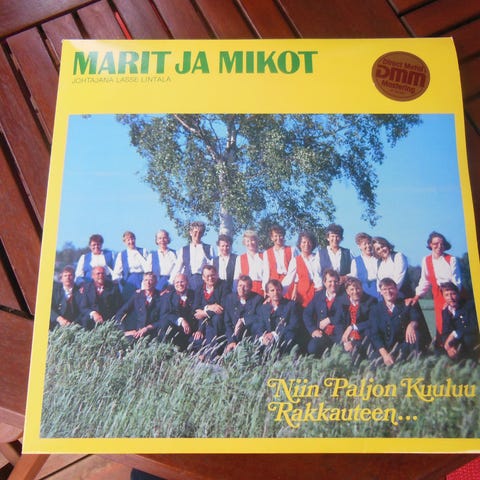 MARIT JA MIKOT
JOHTAJANA LASSE LINTALA
Direct Metal
DMM
Mastering
Niin Paljon Kuuluu
Rakkauteen...